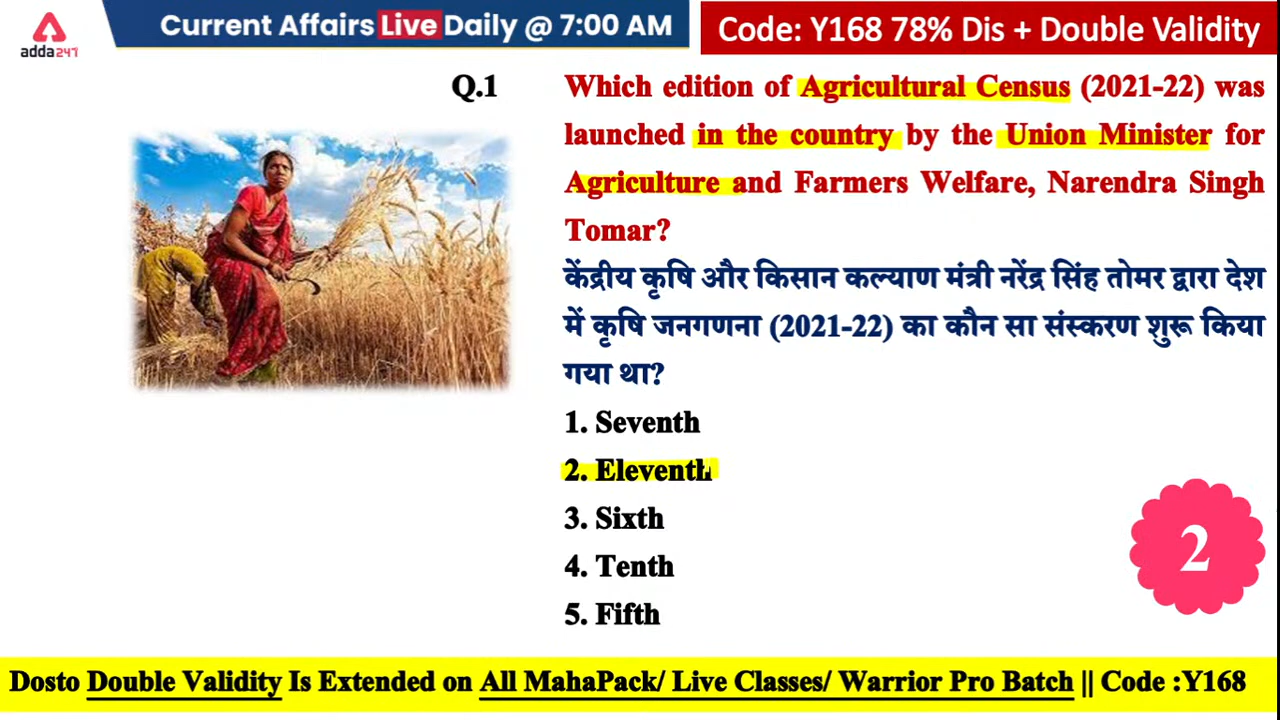 adda247
Current Affairs Live Daily @ 7:00 AM
Code: Y168 78% Dis + Double Validity
Q.1
Which edition of Agricultural Census (2021-22) was
launched in the country by the Union Minister for
Agriculture and Farmers Welfare, Narendra Singh
Tomar?
केंद्रीय कृषि और किसान कल्याण मंत्री नरेंद्र सिंह तोमर द्वारा देश
में कृषि जनगणना (2021-22) का कौन सा संस्करण शुरू किया
गया था?
1. Seventh
2. Eleventh
3. Sixth
4. Tenth
5. Fifth
2
Dosto Double Validity Is Extended on All MahaPack/ Live Classes/ Warrior Pro Batch || Code :Y168